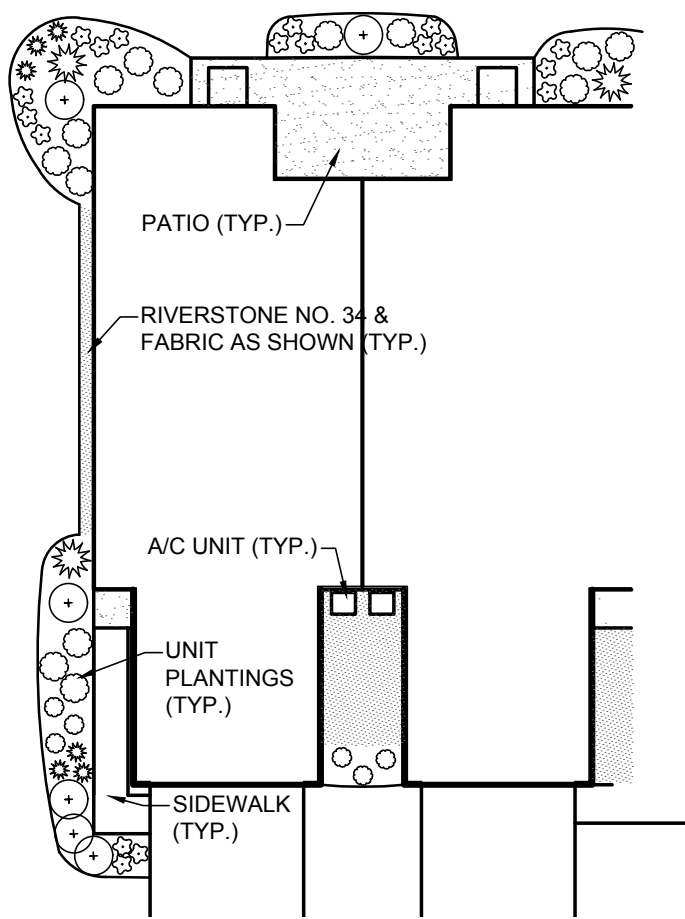 PATIO (TYP.)
RIVERSTONE NO. 34 &
FABRIC AS SHOWN (TYP.)
A/C UNIT (TYP.)
UNIT
PLANTINGS
(TYP.)
SIDEWALK
(TYP.)